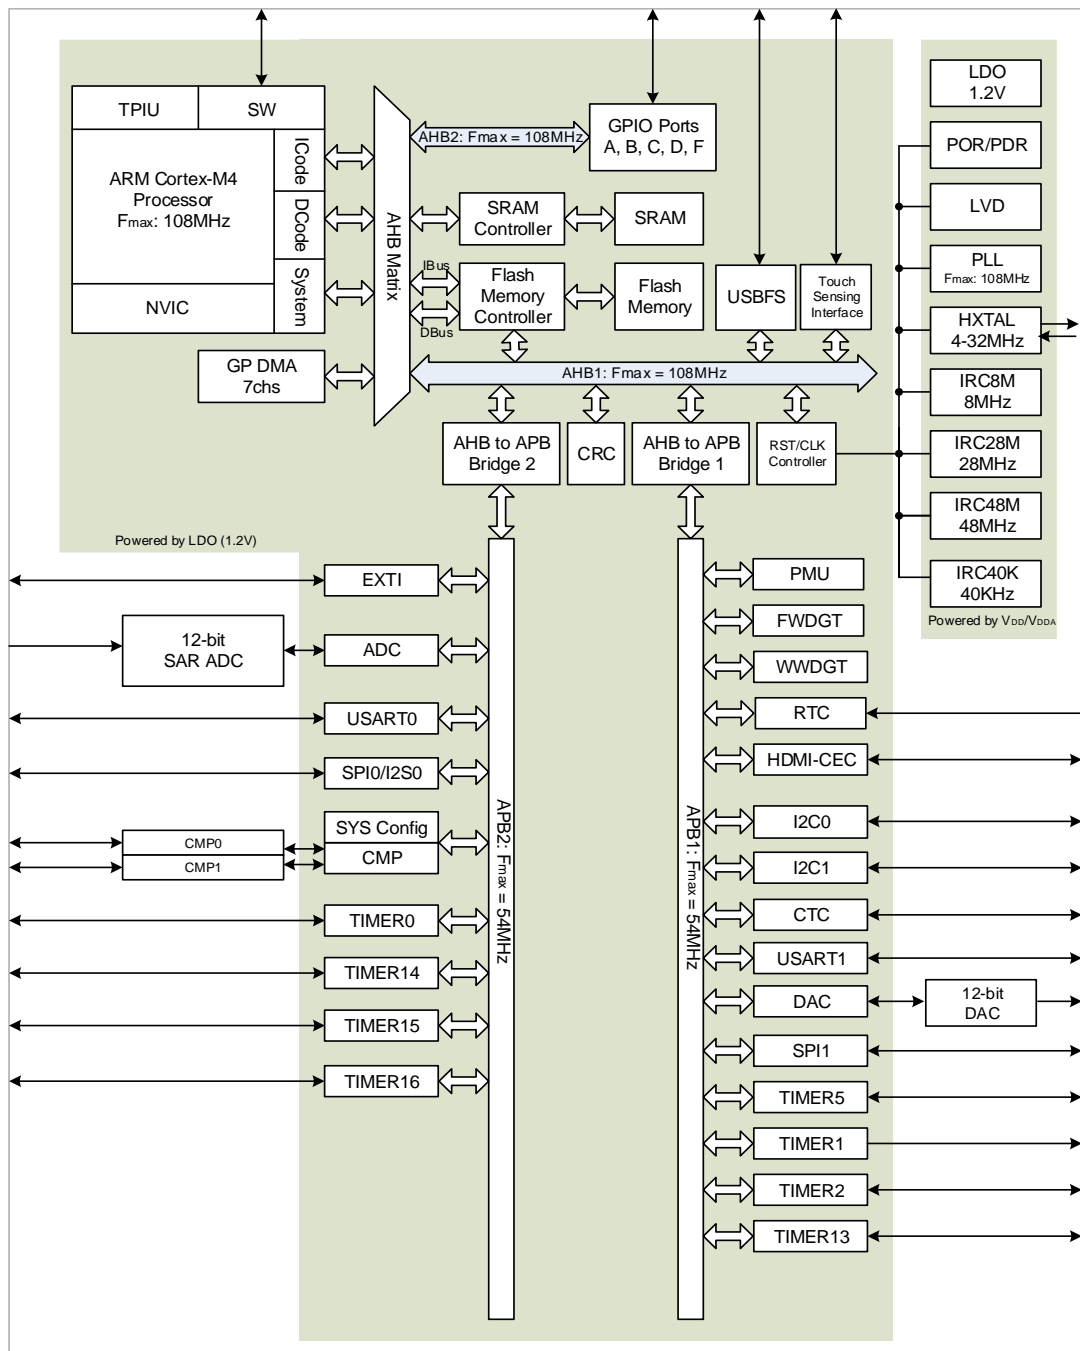 TPIU
SW
ARM Cortex-M4
Processor
Fmax: 108MHz
NVIC
ICode
DCode
System
GP DMA
7chs
AHB Matrix
AHB2: Fmax = 108MHz
GPIO Ports
A, B, C, D, F
SRAM
Controller
SRAM
IBus
DBus
Flash
Memory
Controller
Flash
Memory
USBFS
Touch
Sensing
Interface
AHB1: Fmax = 108MHz
AHB to APB
Bridge 2
CRC
AHB to APB
Bridge 1
RST/CLK
Controller
Powered by LDO (1.2V)
LDO
1.2V
POR/PDR
LVD
PLL
Fmax: 108MHz
HXTAL
4-32MHz
IRC8M
8MHz
IRC28M
28MHz
IRC48M
48MHz
IRC40K
40KHz
Powered by VDD/VDDA
EXTI
12-bit
SAR ADC
ADC
USART0
SPI0/I2S0
SYS Config
CMP0
CMP1
CMP
TIMER0
TIMER14
TIMER15
TIMER16
APB2: Fmax = 54MHz
APB1: Fmax = 54MHz
PMU
FWDGT
WWDGT
RTC
HDMI-CEC
I2C0
I2C1
CTC
USART1
DAC
12-bit
DAC
SPI1
TIMER5
TIMER1
TIMER2
TIMER13